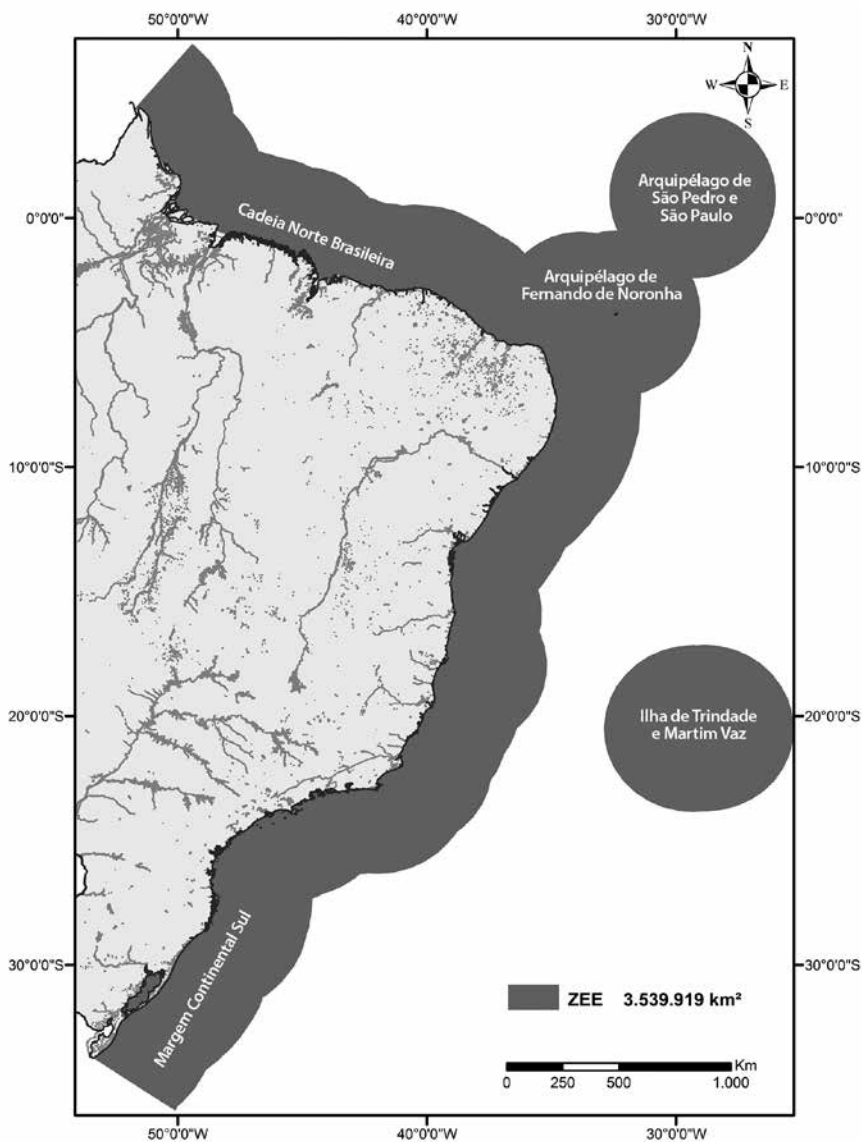 50°0'0"W
40°0'0"W
30°0'0"W
N
W
E
S
Arquipélago de
São Pedro e
São Paulo
0°0'0"
0°0'0"
Cadeia Norte Brasileira
Arquipélago de
Fernando de Noronha
10°0'0"S
10°0'0"S
20°0'0"S
Ilha de Trindade
e Martim Vaz
20°0'0"S
30°0'0"S
Margem Continental Sul
30°0'0"S
ZEE 3.539.919 km²
Km
0 250 500 1.000
50°0'0"W
40°0'0"W
30°0'0"W